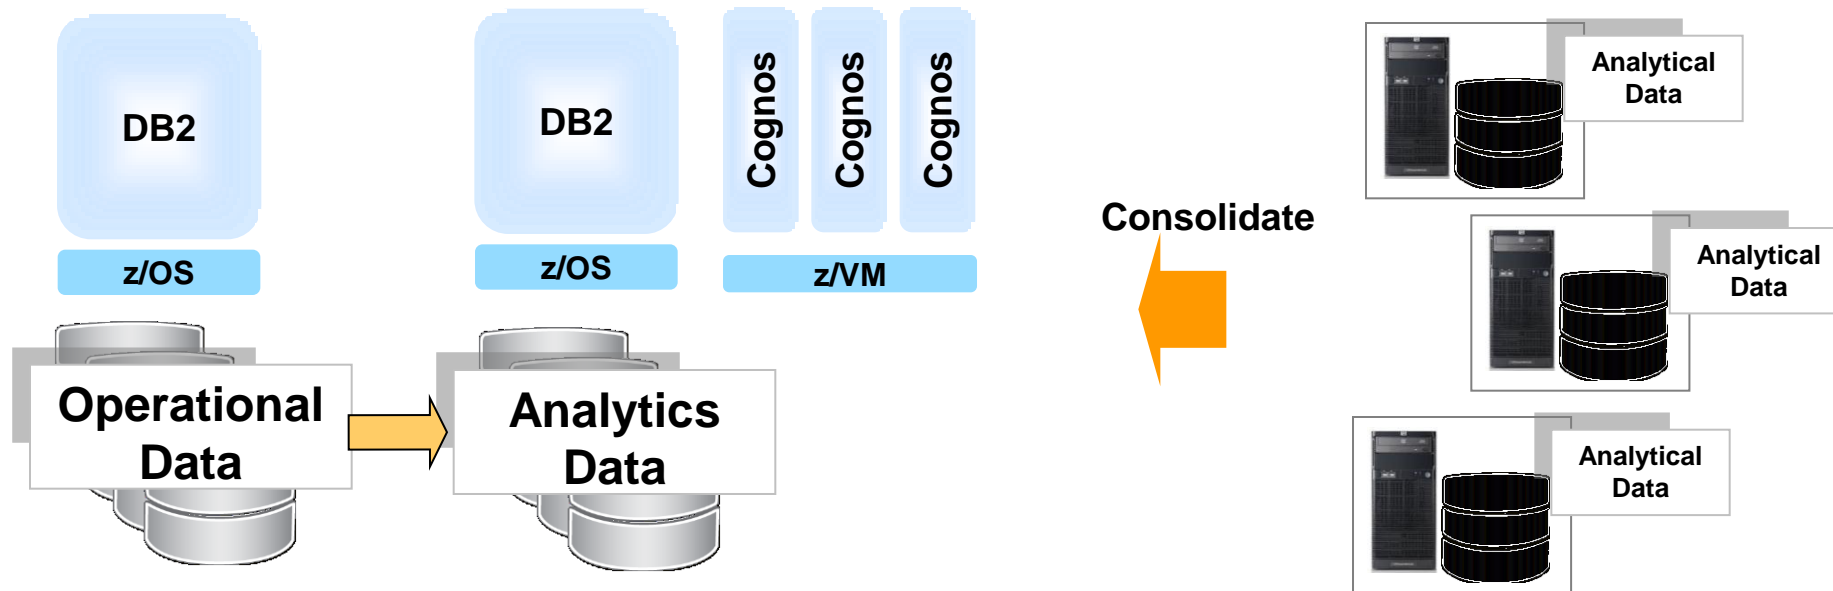 DB2
z/OS
Operational
Data
DB2
z/OS
Cognos
Cognos
Cognos
z/VM
Analytics
Data
Consolidate
Analytical
Data
Analytical
Data
Analytical
Data